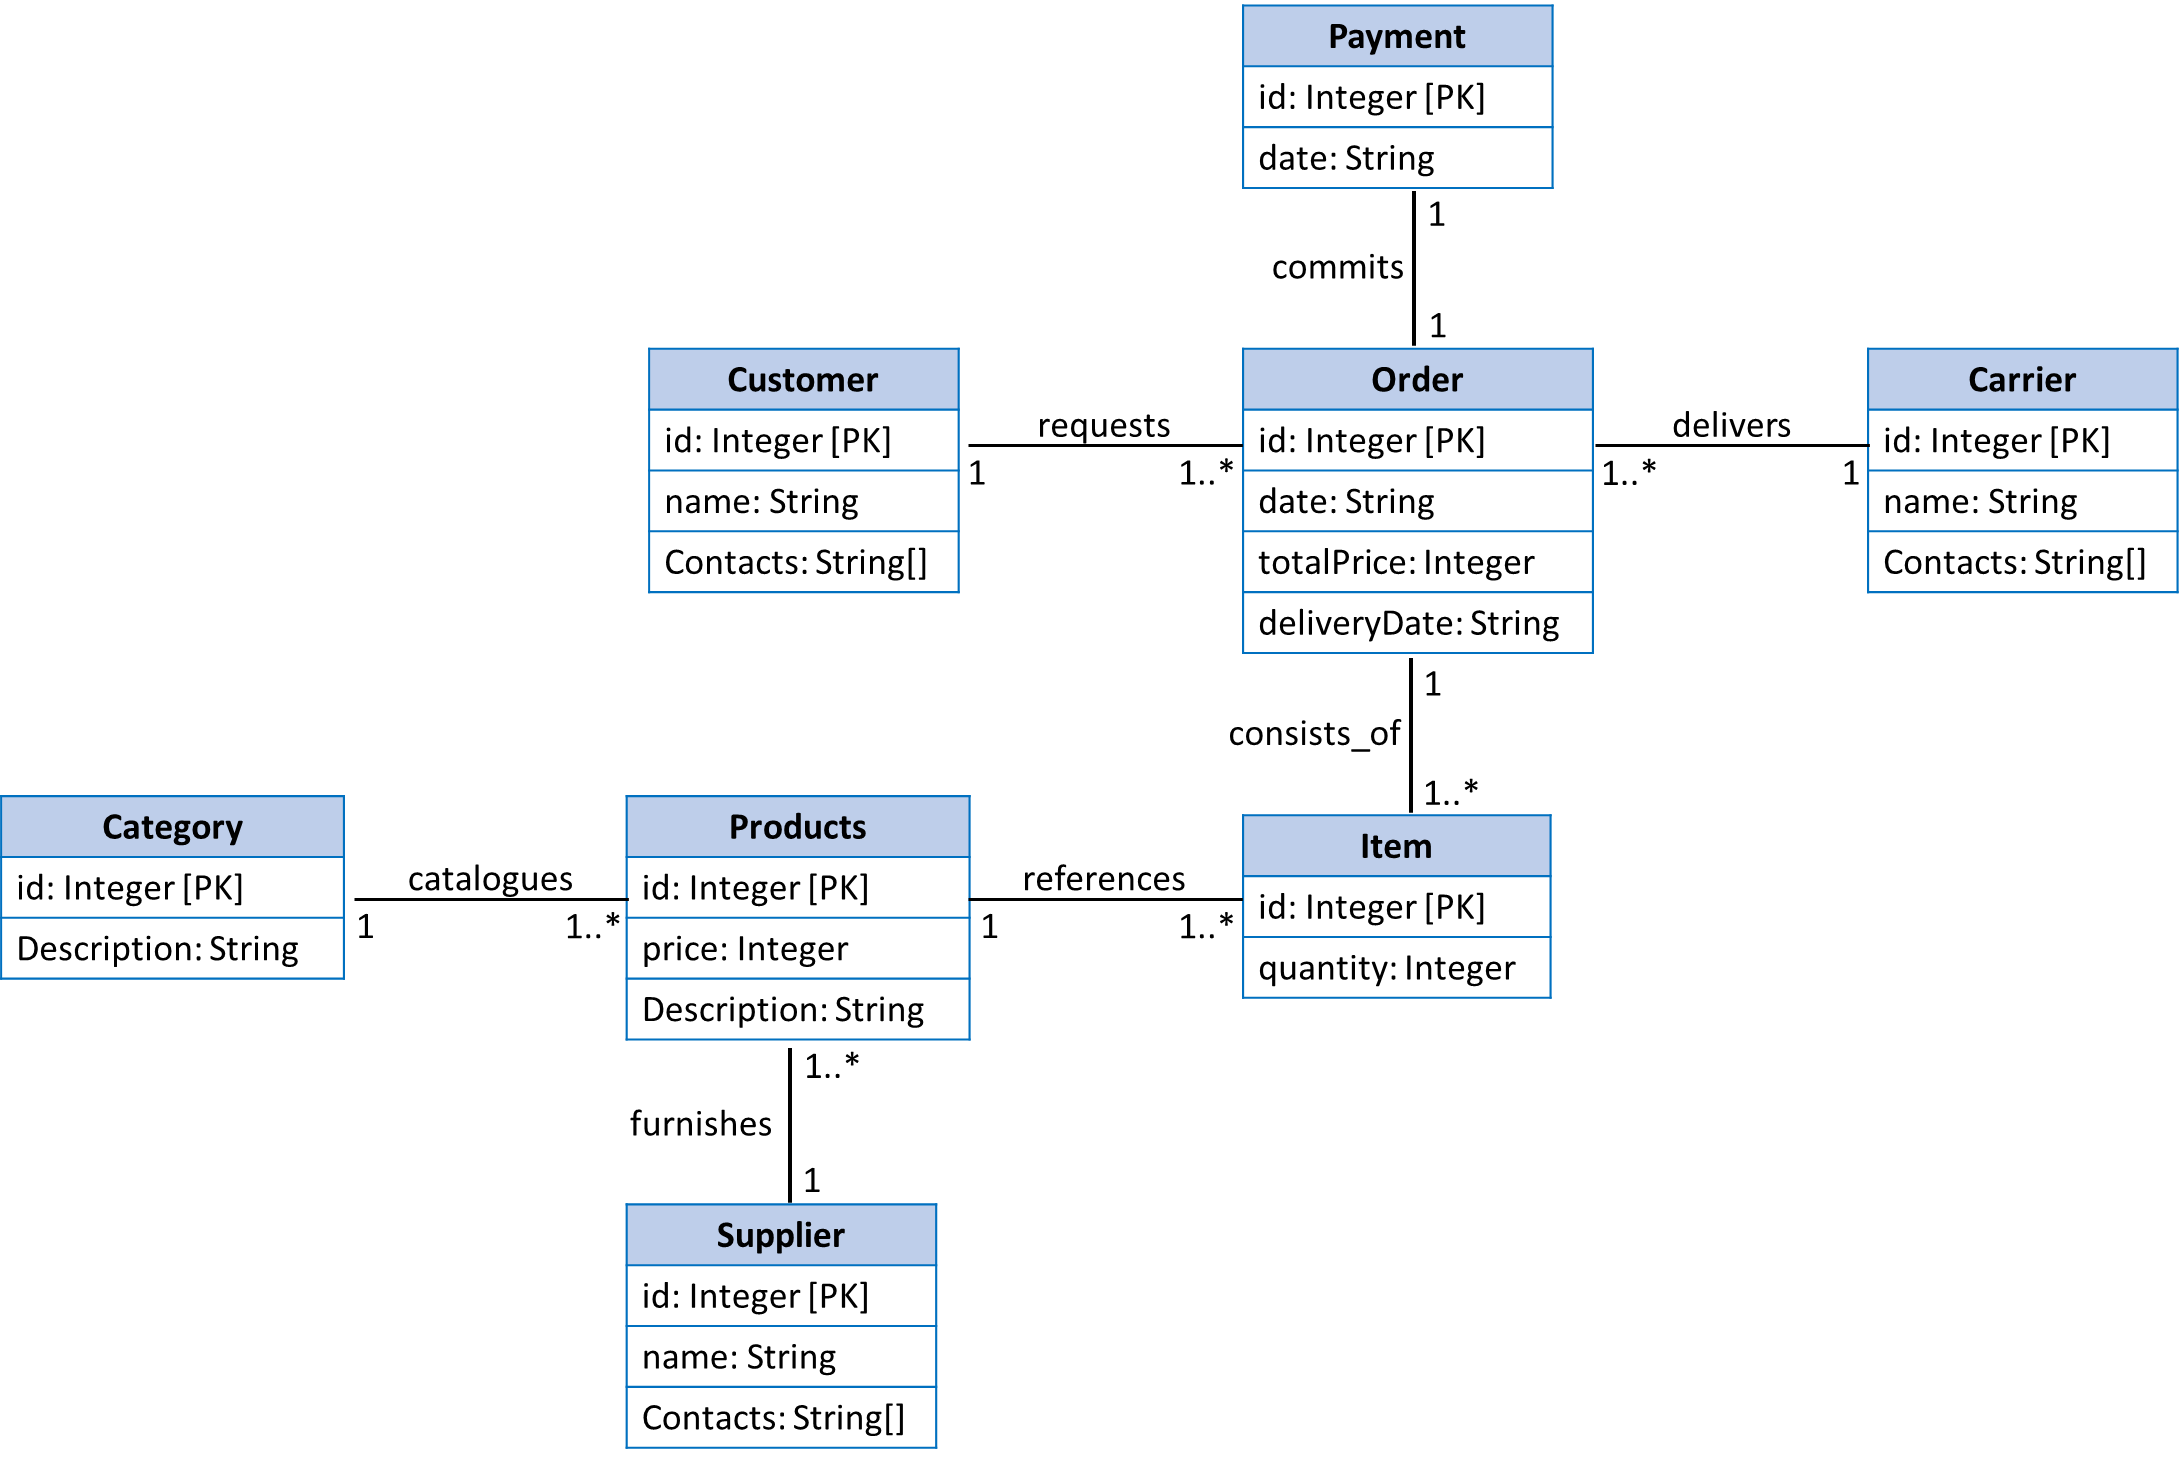 Payment
id: Integer [PK]
date: String
1
commits
1
Customer
id: Integer [PK]
name: String
Contacts: String[]
requests
1
1..*
Order
id: Integer [PK]
date: String
totalPrice: Integer
deliveryDate: String
delivers
1..*
1
Carrier
id: Integer [PK]
name: String
Contacts: String[]
1
consists_of
1..*
Category
id: Integer [PK]
Description: String
catalogues
1
1..*
Products
id: Integer [PK]
price: Integer
Description: String
references
1
1..*
Item
id: Integer [PK]
quantity: Integer
1..*
furnishes
1
Supplier
id: Integer [PK]
name: String
Contacts: String[]